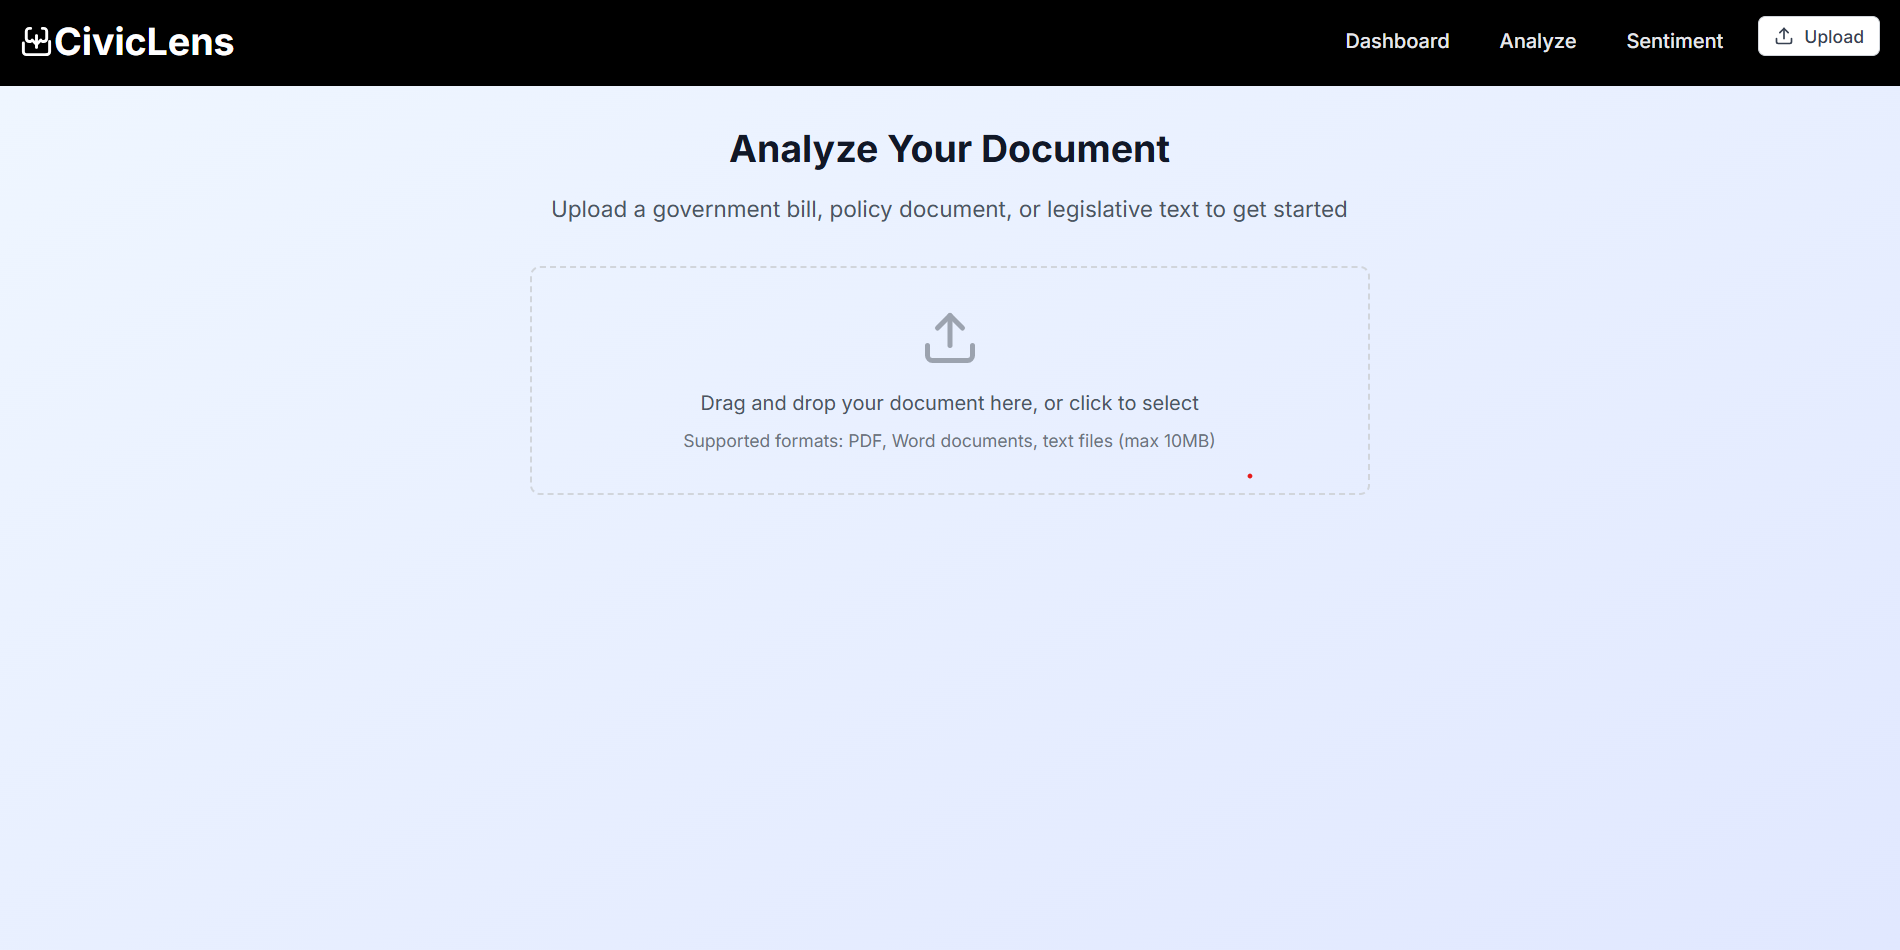 CivicLens
Dashboard
Analyze
Sentiment
Upload
Analyze Your Document
Upload a government bill, policy document, or legislative text to get started
Drag and drop your document here, or click to select
Supported formats: PDF, Word documents, text files (max 10MB)